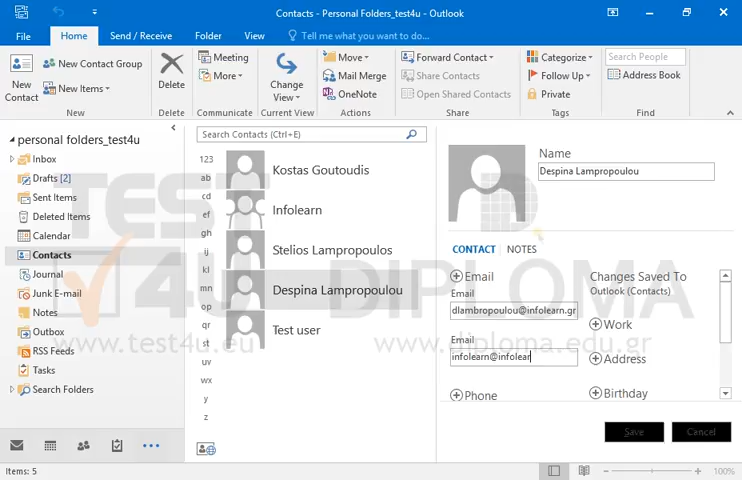 Contacts - Personal Folders_test4u - Outlook
File
Home
Send / Receive
Folder
View
Tell me what you want to do...
New Contact
New Contact Group
New Items
New
Delete
Delete
Meeting
More
Communicate
Change View
Current View
Move
Mail Merge
OneNote
Actions
Forward Contact
Share Contacts
Open Shared Contacts
Share
Categorize
Follow Up
Private
Tags
Search People
Address Book
Find
personal folders_test4u
Inbox
Drafts [2]
Sent Items
Deleted Items
Calendar
Contacts
Journal
Junk E-mail
Notes
Outbox
RSS Feeds
Tasks
Search Folders
Search Contacts (Ctrl+E)
123
ab
cd
ef
gh
ij
kl
mn
op
qr
st
uv
wx
y
z
Kostas Goutoudis
Infolearn
Stelios Lampropoulos
Despina Lampropoulou
Test user
Name
Despina Lampropoulou
CONTACT
NOTES
Email
Email
dlambropoulou@infolearn.gr
Email
infolearn@infolear
Phone
Changes Saved To
Outlook (Contacts)
Work
Address
Birthday
Save
Cancel
Items: 5
100%
TEST
4U
www.test4u.eu
DIPLOMA
www.diploma.edu.gr